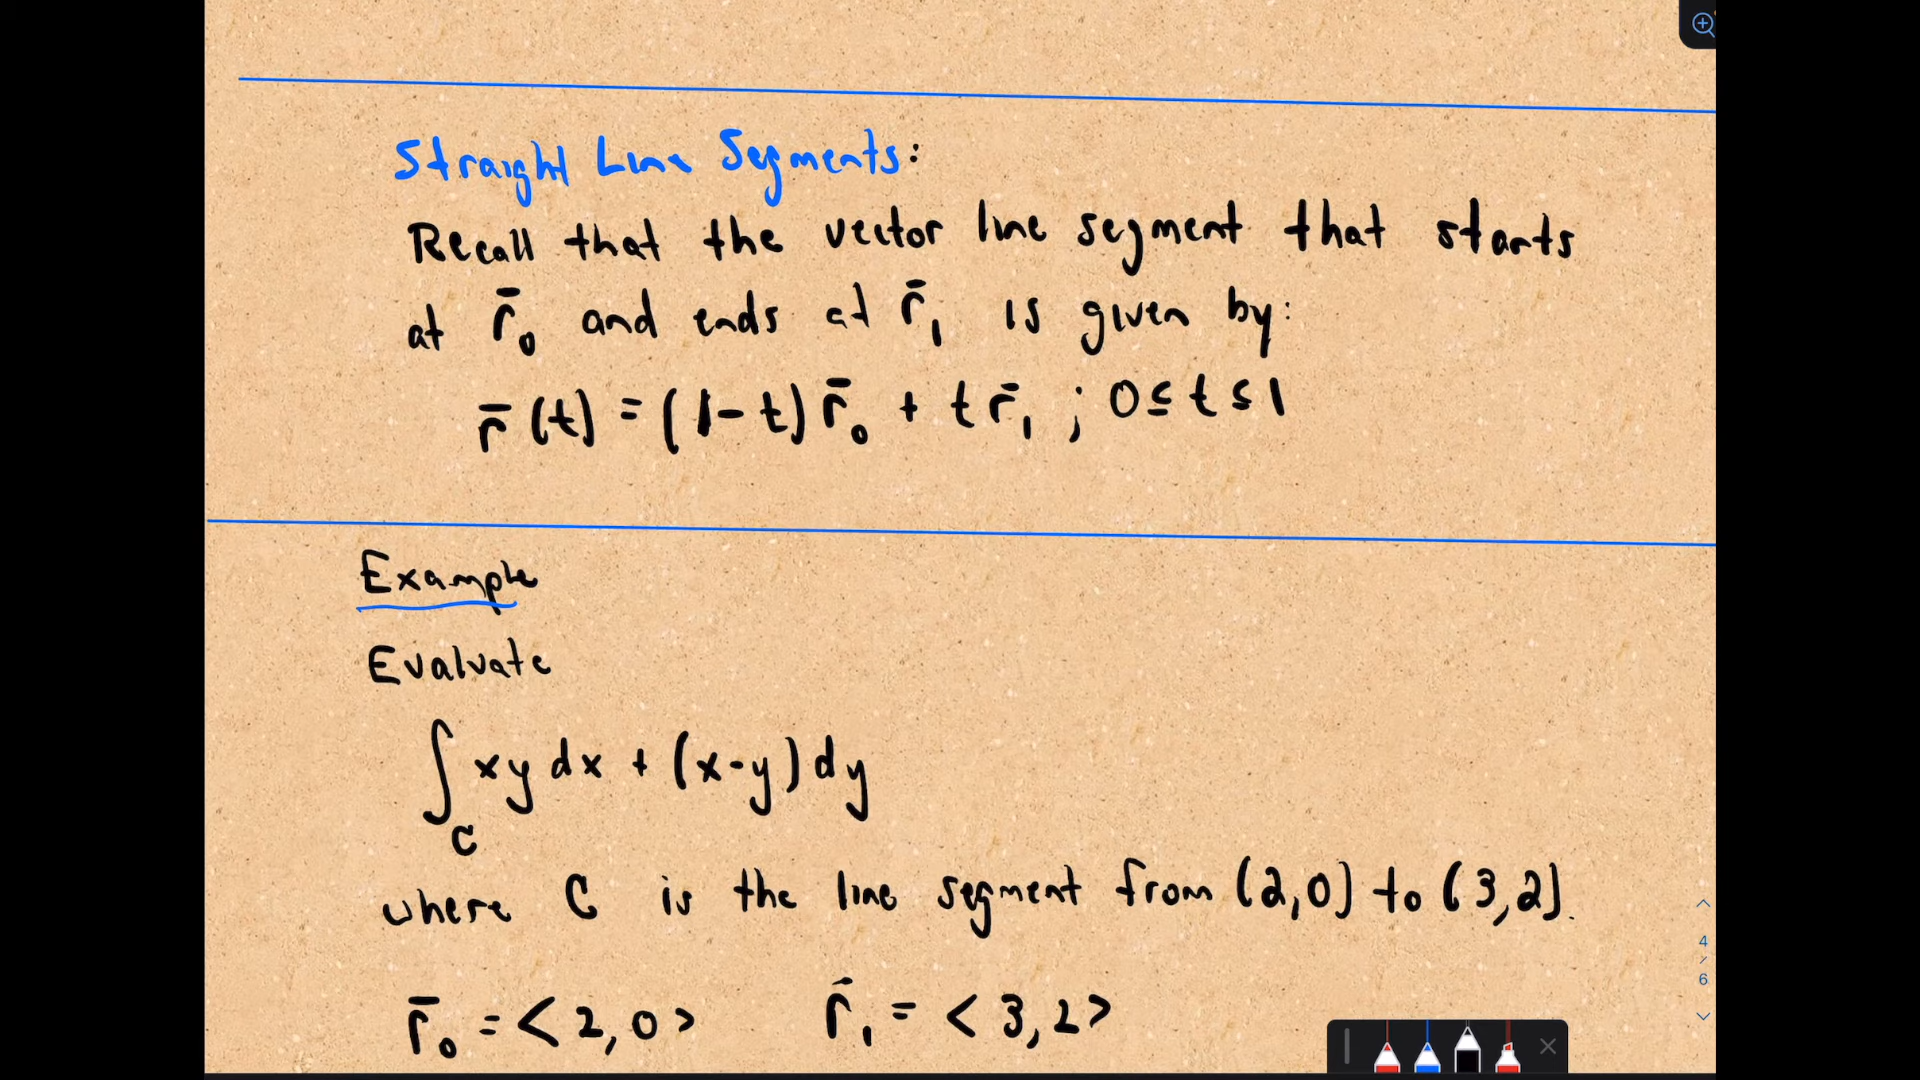 Straight Line Segments:
Recall that the vector line segment that starts
at r̄₀ and ends at r̄₁ is given by:
r̄(t) = (1-t)r̄₀ + t r̄₁ ; 0 ≤ t ≤ 1
Example
Evaluate
∫_C xy dx + (x-y) dy
where C is the line segment from (2,0) to (3,2).
r̄₀ = <2,0> r̄₁ = <3,2>
4
/
6